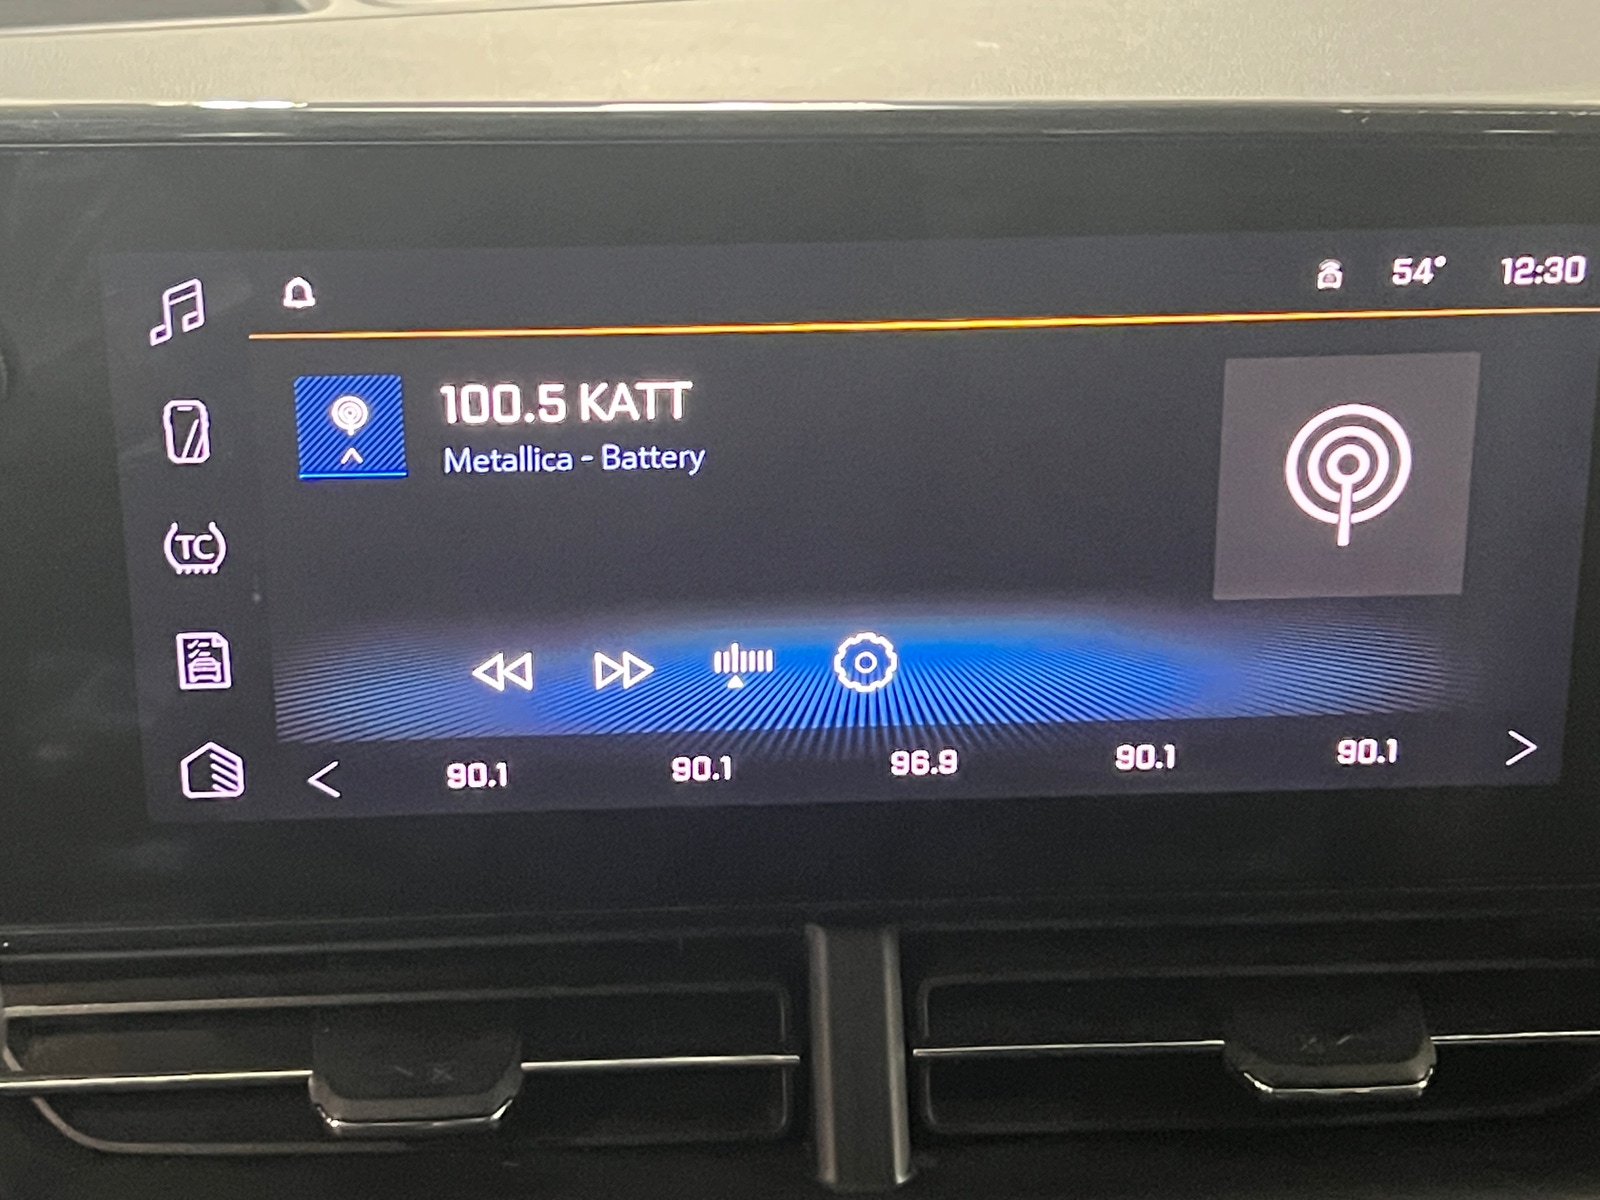 54° 12:30
100.5 KATT
Metallica - Battery
TC
90.1 90.1 96.9 90.1 90.1